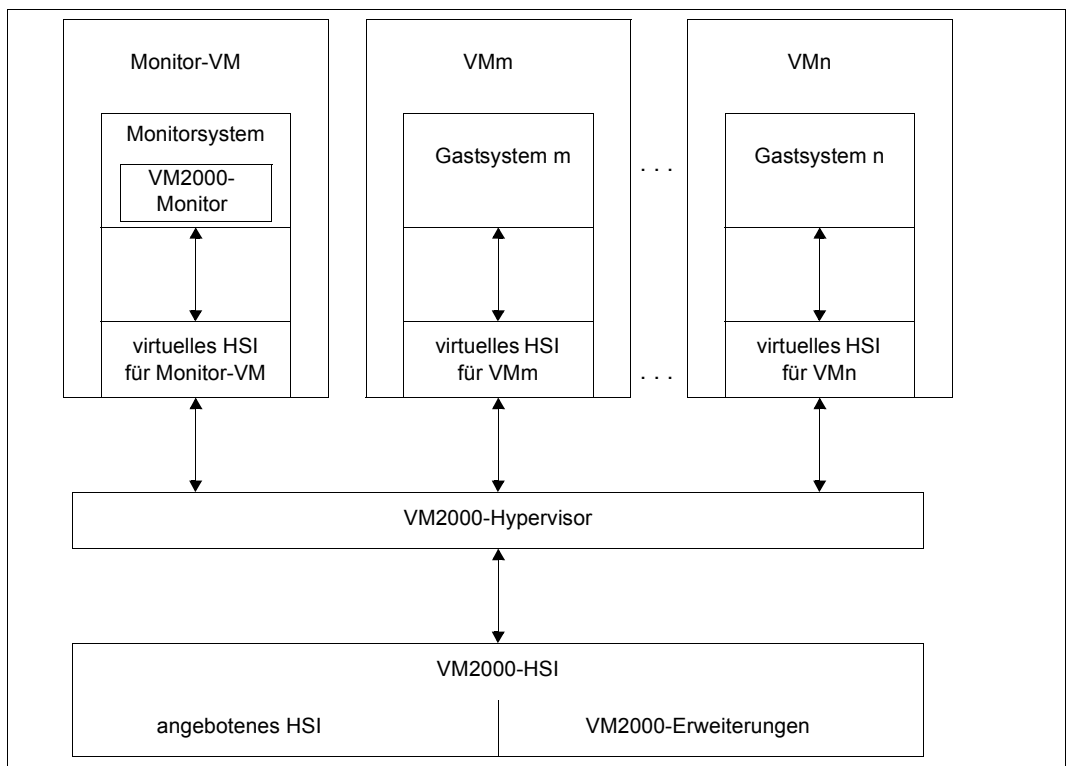 Monitor-VM
VMm
VMn
Monitorsystem
VM2000-
Monitor
Gastsystem m
. . .
Gastsystem n
virtuelles HSI
für Monitor-VM
virtuelles HSI
für VMm
. . .
virtuelles HSI
für VMn
VM2000-Hypervisor
VM2000-HSI
angebotenes HSI
VM2000-Erweiterungen